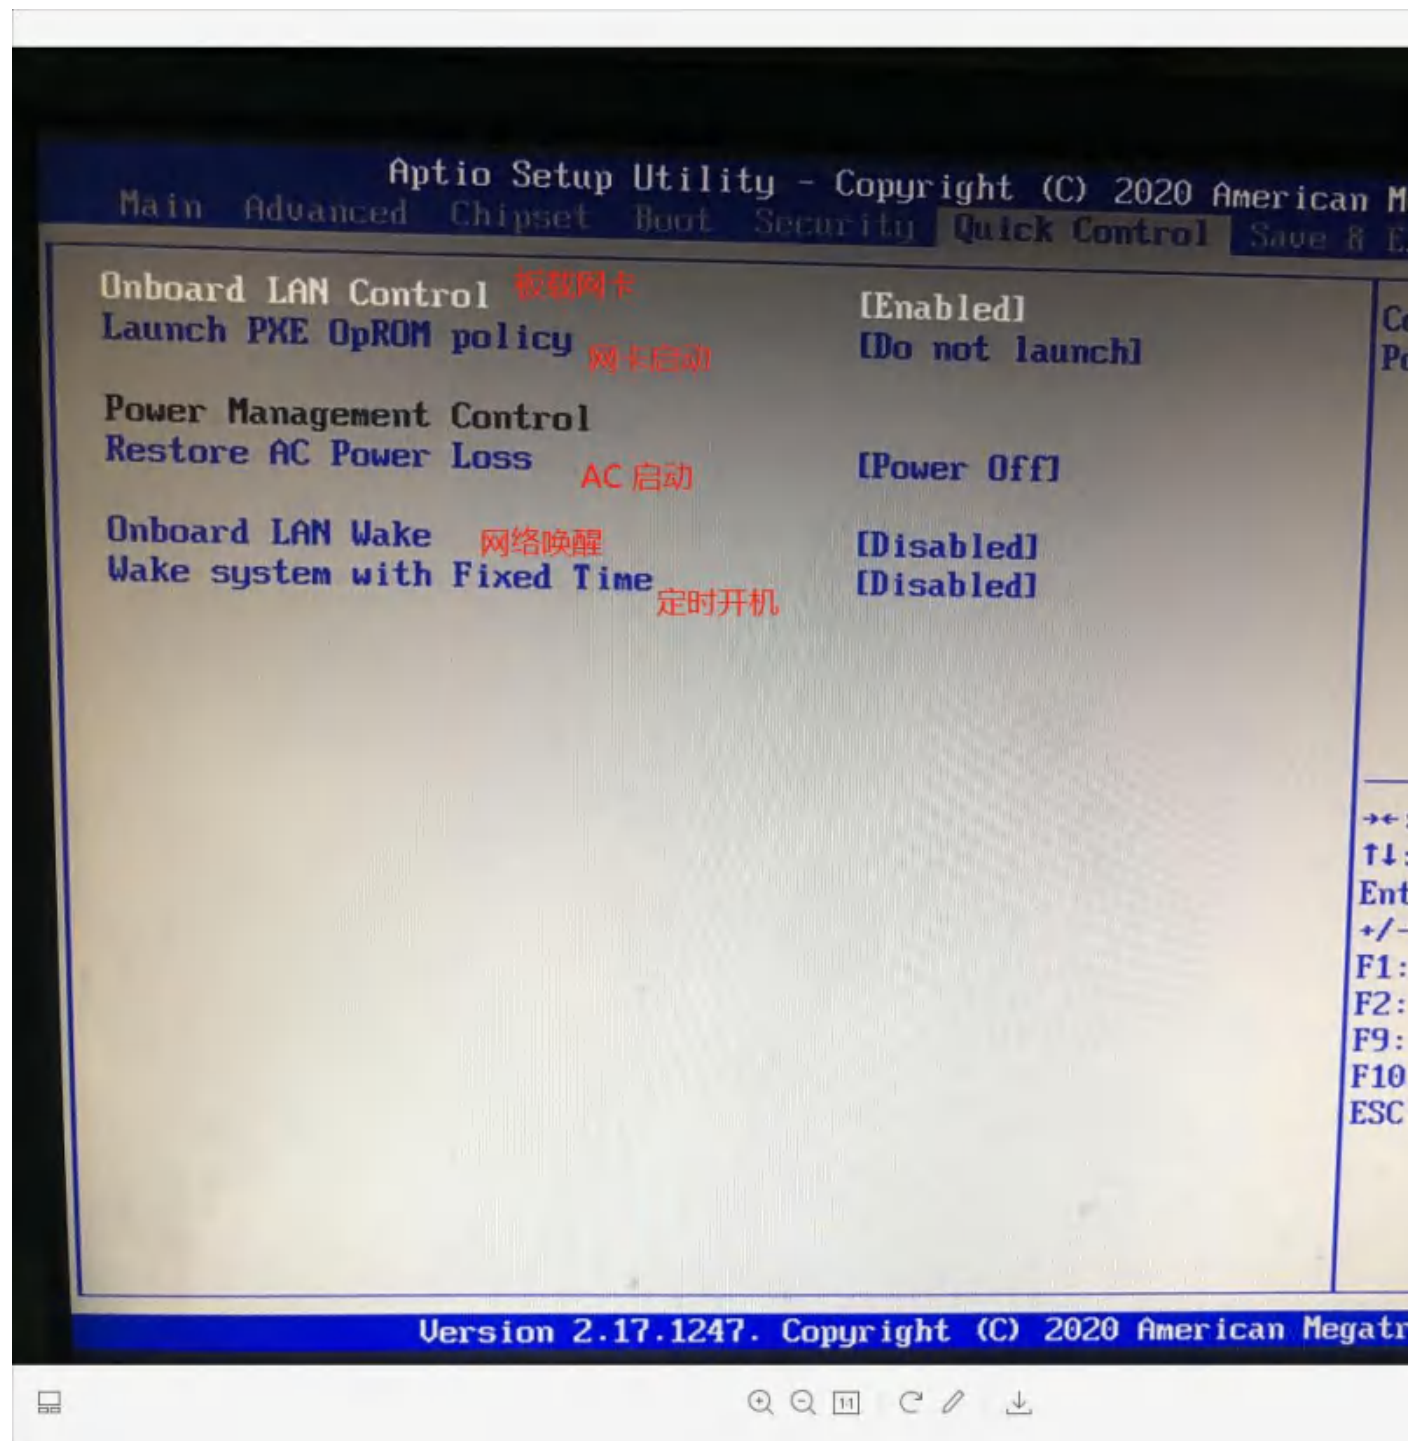 Aptio Setup Utility - Copyright (C) 2020 American M
Main Advanced Chipset Boot Security Quick Control Save & E
Onboard LAN Control 板载网卡 [Enabled]
Launch PXE OpROM policy 网卡启动 [Do not launch]
Power Management Control
Restore AC Power Loss AC 启动 [Power Off]
Onboard LAN Wake 网络唤醒 [Disabled]
Wake system with Fixed Time 定时开机 [Disabled]
Co
Po
→←:
↑↓:
Ent
+/-
F1:
F2:
F9:
F10
ESC
Version 2.17.1247. Copyright (C) 2020 American Megatr
1:1